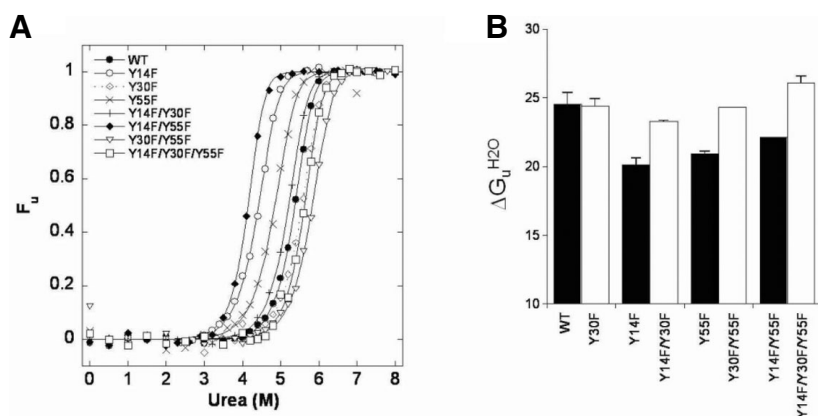 A
B
WT
Y14F
Y30F
Y55F
Y14F/Y30F
Y14F/Y55F
Y30F/Y55F
Y14F/Y30F/Y55F
Fu
1
0.8
0.6
0.4
0.2
0
0 1 2 3 4 5 6 7 8
Urea (M)
ΔGuH2O
30
25
20
15
10
WT
Y30F
Y14F
Y14F/Y30F
Y55F
Y30F/Y55F
Y14F/Y55F
Y14F/Y30F/Y55F